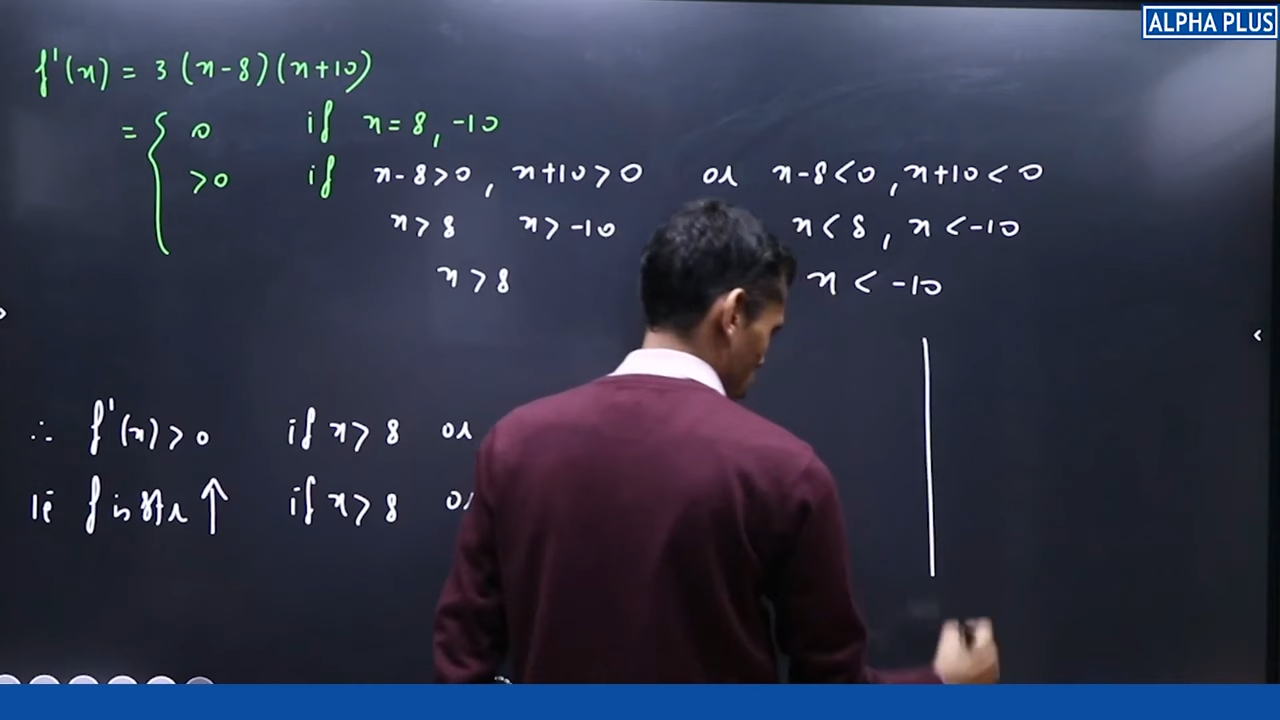 ALPHA PLUS
f'(x) = 3 (x-8)(x+10)
= { 0 if x = 8, -10
>0 if x-8>0, x+10>0 or x-8<0, x+10<0
x>8 x>-10 x<8, x<-10
x>8 x<-10
∴ f'(x)>0 if x>8 or
ie f is str ↑ if x>8 or